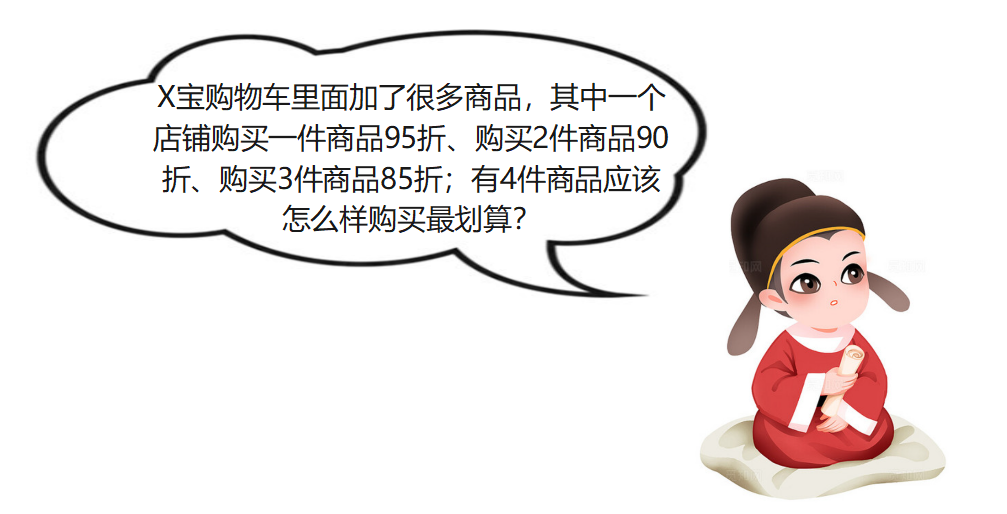 X宝购物车里面加了很多商品，其中一个
店铺购买一件商品95折、购买2件商品90
折、购买3件商品85折；有4件商品应该
怎么样购买最划算？